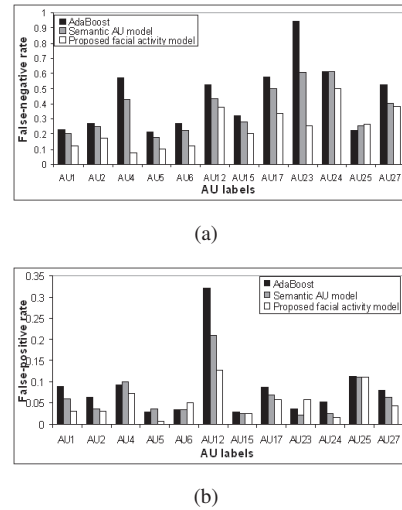 1
0.9
0.8
0.7
0.6
0.5
0.4
0.3
0.2
0.1
0
False-negative rate
AdaBoost
Semantic AU model
Proposed facial activity model
AU1 AU2 AU4 AU5 AU6 AU12 AU15 AU17 AU23 AU24 AU25 AU27
AU labels
(a)
0.35
0.3
0.25
0.2
0.15
0.1
0.05
0
False-positive rate
AdaBoost
Semantic AU model
Proposed facial activity model
AU1 AU2 AU4 AU5 AU6 AU12 AU15 AU17 AU23 AU24 AU25 AU27
AU labels
(b)